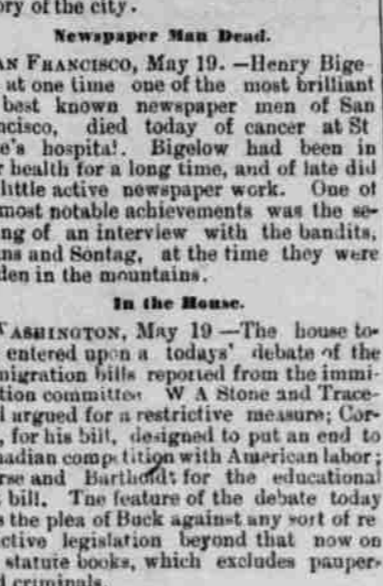 ory of the city.
Newspaper Man Dead.
AN FRANCISCO, May 19. —Henry Bige
at one time one of the most brilliant
best known newspaper men of San
ncisco, died today of cancer at St
e's hospital. Bigelow had been in
r health for a long time, and of late did
little active newspaper work. One of
most notable achievements was the se-
ng of an interview with the bandits,
ns and Sontag, at the time they were
den in the mountains.
In the House.
WASHINGTON, May 19 —The house to-
entered upon a todays' debate of the
migration bills reported from the immi-
tion committee W A Stone and Trace-
l argued for a restrictive measure; Cor-
, for his bill, designed to put an end to
nadian competition with American labor;
rse and Bartholdt for the educational
bill. Tne feature of the debate today
s the plea of Buck against any sort of re
ctive legislation beyond that now on
statute books, which excludes pauper-
d criminals.